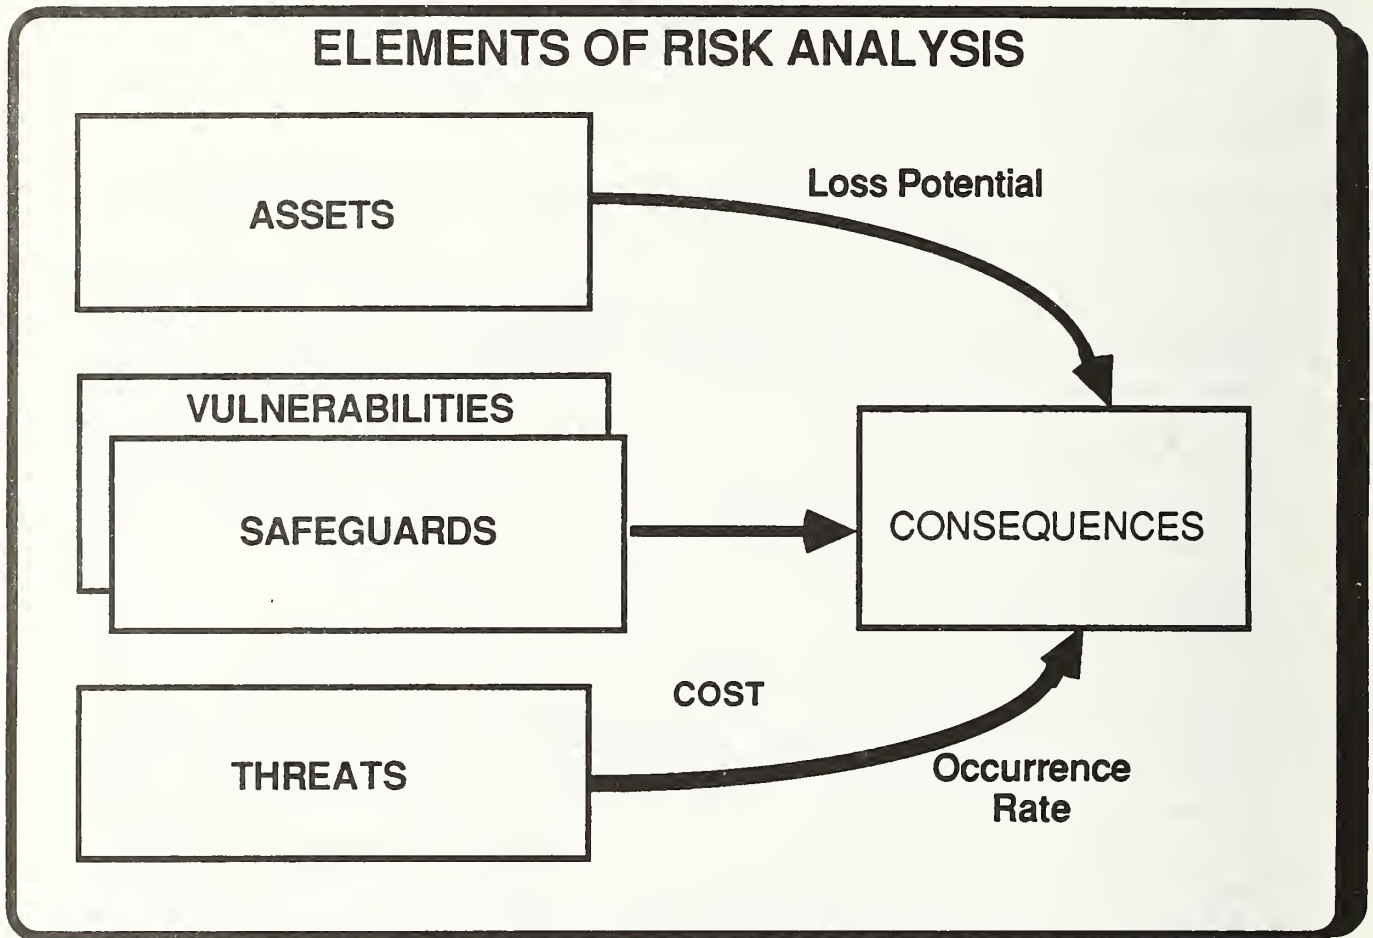 ELEMENTS OF RISK ANALYSIS
ASSETS
Loss Potential
VULNERABILITIES
SAFEGUARDS
CONSEQUENCES
COST
THREATS
Occurrence
Rate